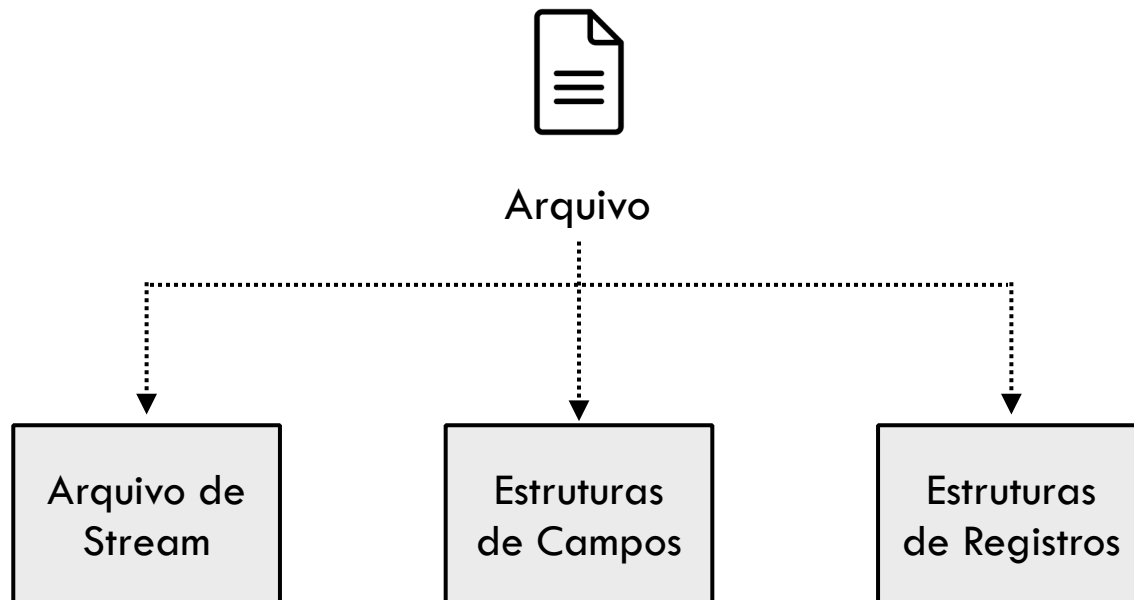 Arquivo
Arquivo de
Stream
Estruturas
de Campos
Estruturas
de Registros